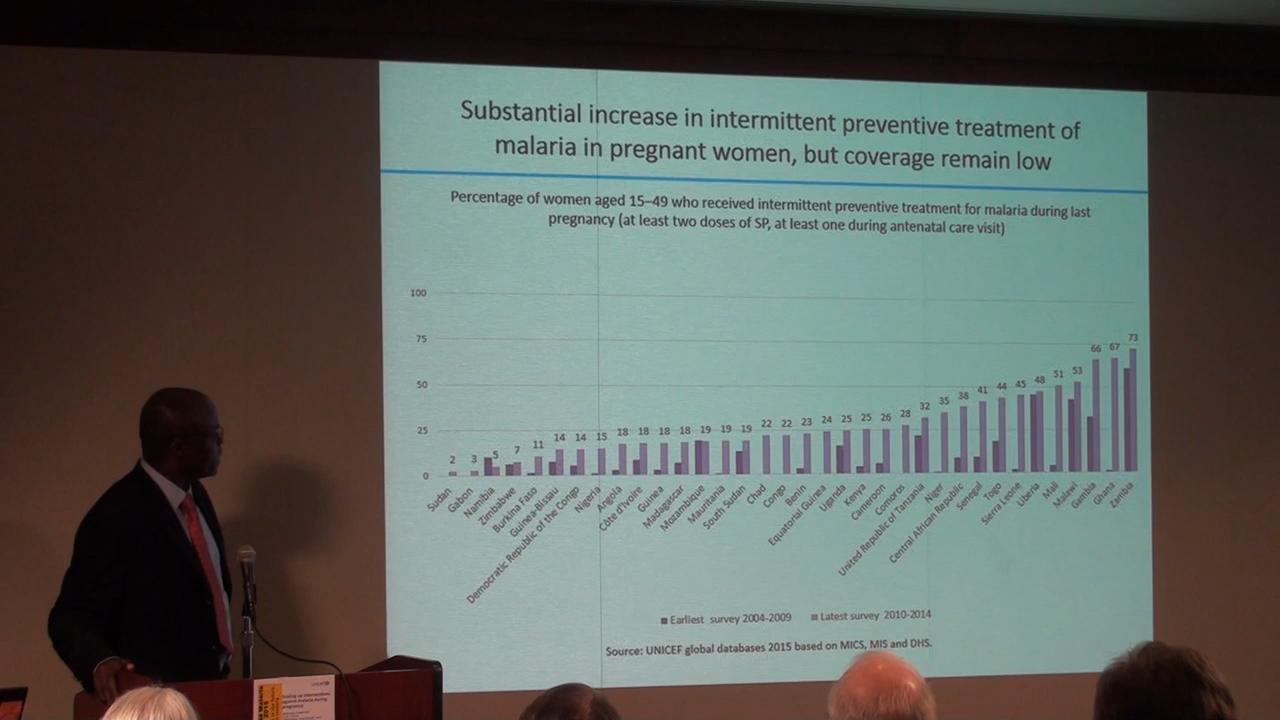 Substantial increase in intermittent preventive treatment of
malaria in pregnant women, but coverage remain low
Percentage of women aged 15–49 who received intermittent preventive treatment for malaria during last
pregnancy (at least two doses of SP, at least one during antenatal care visit)
100
75
50
25
0
2 3 5 7 11 14 14 15 18 18 18 18 19 19 19 22 22 23 24 25 25 26 28 32 35 38 41 44 45 48 51 53 66 67 73
Sudan
Gabon
Namibia
Zimbabwe
Burkina Faso
Guinea-Bissau
Democratic Republic of the Congo
Nigeria
Angola
Côte d'Ivoire
Guinea
Madagascar
Mozambique
Mauritania
South Sudan
Chad
Congo
Benin
Equatorial Guinea
Uganda
Kenya
Cameroon
Comoros
United Republic of Tanzania
Niger
Central African Republic
Senegal
Togo
Sierra Leone
Liberia
Mali
Malawi
Gambia
Ghana
Zambia
Earliest survey 2004-2009
Latest survey 2010-2014
Source: UNICEF global databases 2015 based on MICS, MIS and DHS.
Scaling up interventions
against malaria during
pregnancy